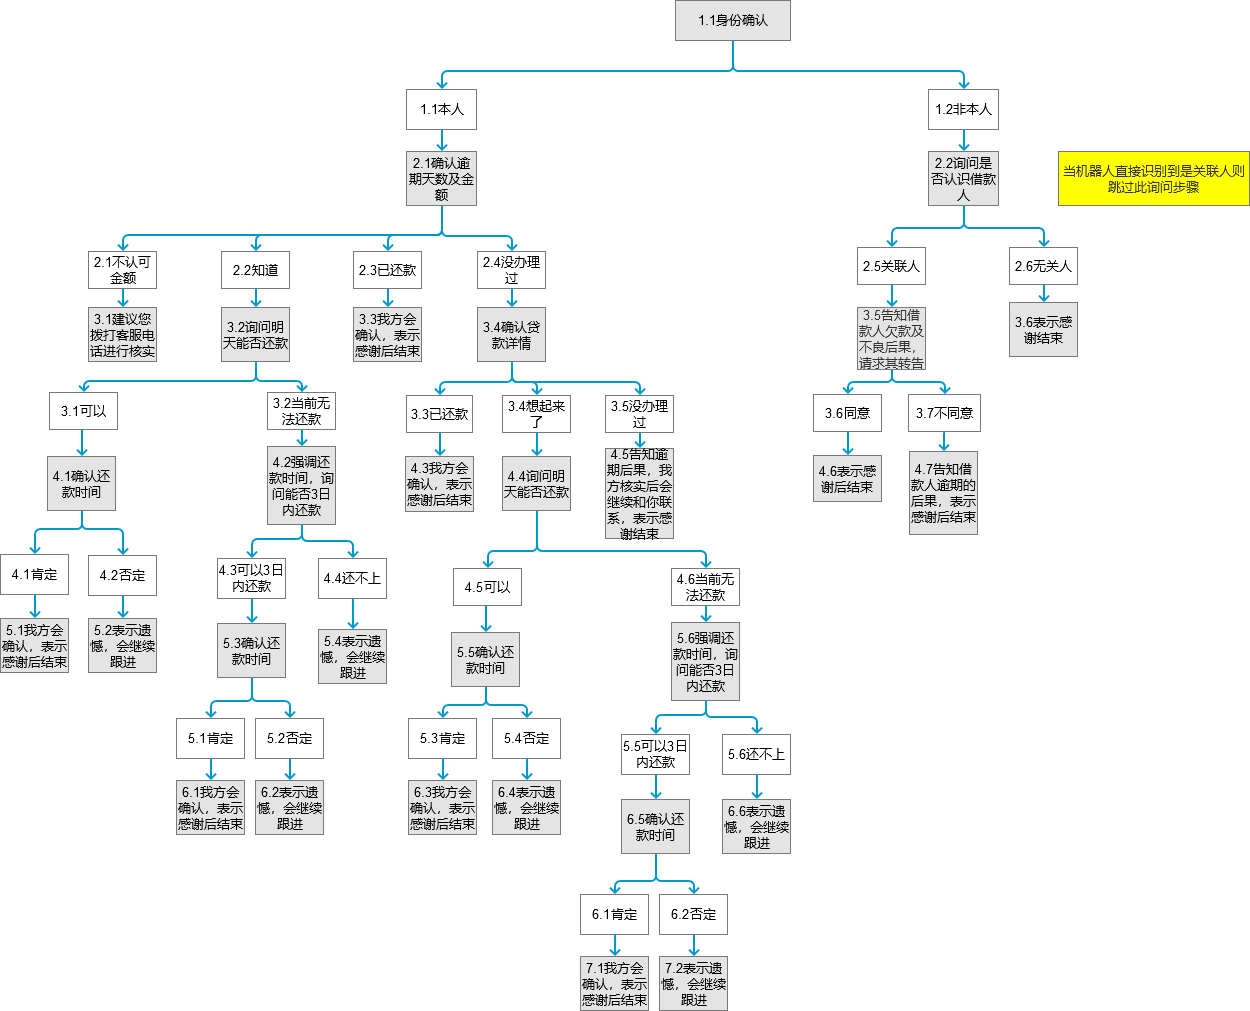 1.1身份确认
1.1本人
1.2非本人
2.1确认逾
期天数及金
额
2.2询问是
否认识借款
人
当机器人直接识别到是关联人则
跳过此询问步骤
2.1不认可
金额
2.2知道
2.3已还款
2.4没办理
过
2.5关联人
2.6无关人
3.1建议您
拨打客服电
话进行核实
3.2询问明
天能否还款
3.3我方会
确认，表示
感谢后结束
3.4确认贷
款详情
3.5告知借
款人欠款及
不良后果，
请求其转告
3.6表示感
谢结束
3.1可以
3.2当前无
法还款
3.3已还款
3.4想起来
了
3.5没办理
过
3.6同意
3.7不同意
4.1确认还
款时间
4.2强调还
款时间，询
问能否3日
内还款
4.3我方会
确认，表示
感谢后结束
4.4询问明
天能否还款
4.5告知逾
期后果，我
方核实后会
继续和你联
系，表示感
谢结束
4.6表示感
谢后结束
4.7告知借
款人逾期的
后果，表示
感谢后结束
4.1肯定
4.2否定
4.3可以3日
内还款
4.4还不上
4.5可以
4.6当前无
法还款
5.1我方会
确认，表示
感谢后结束
5.2表示遗
憾，会继续
跟进
5.3确认还
款时间
5.4表示遗
憾，会继续
跟进
5.5确认还
款时间
5.6强调还
款时间，询
问能否3日
内还款
5.1肯定
5.2否定
5.3肯定
5.4否定
5.5可以3日
内还款
5.6还不上
6.1我方会
确认，表示
感谢后结束
6.2表示遗
憾，会继续
跟进
6.3我方会
确认，表示
感谢后结束
6.4表示遗
憾，会继续
跟进
6.5确认还
款时间
6.6表示遗
憾，会继续
跟进
6.1肯定
6.2否定
7.1我方会
确认，表示
感谢后结束
7.2表示遗
憾，会继续
跟进